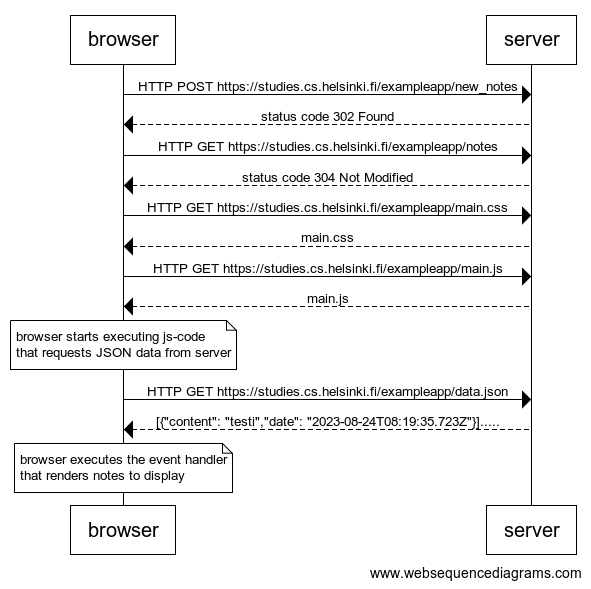 browser
server
HTTP POST https://studies.cs.helsinki.fi/exampleapp/new_notes
status code 302 Found
HTTP GET https://studies.cs.helsinki.fi/exampleapp/notes
status code 304 Not Modified
HTTP GET https://studies.cs.helsinki.fi/exampleapp/main.css
main.css
HTTP GET https://studies.cs.helsinki.fi/exampleapp/main.js
main.js
browser starts executing js-code
that requests JSON data from server
HTTP GET https://studies.cs.helsinki.fi/exampleapp/data.json
[{"content": "testi","date": "2023-08-24T08:19:35.723Z"}].....
browser executes the event handler
that renders notes to display
browser
server
www.websequencediagrams.com